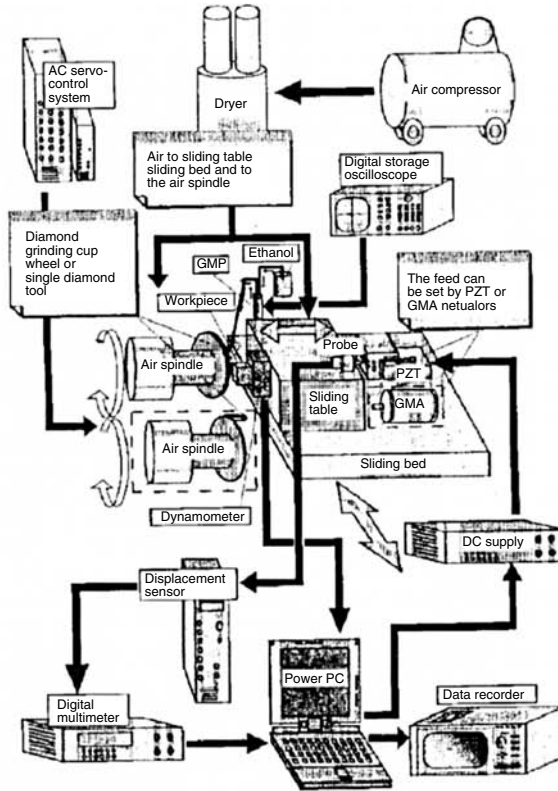 AC servo-
control
system
Dryer
Air compressor
Air to sliding table
sliding bed and to
the air spindle
Digital storage
oscilloscope
Diamond
grinding cup
wheel or
single diamond
tool
GMP
Ethanol
Workpiece
The feed can
be set by PZT or
GMA netualors
Air spindle
Probe
PZT
Sliding
table
GMA
Air spindle
Sliding bed
Dynamometer
DC supply
Displacement
sensor
Power PC
Digital
multimeter
Data recorder